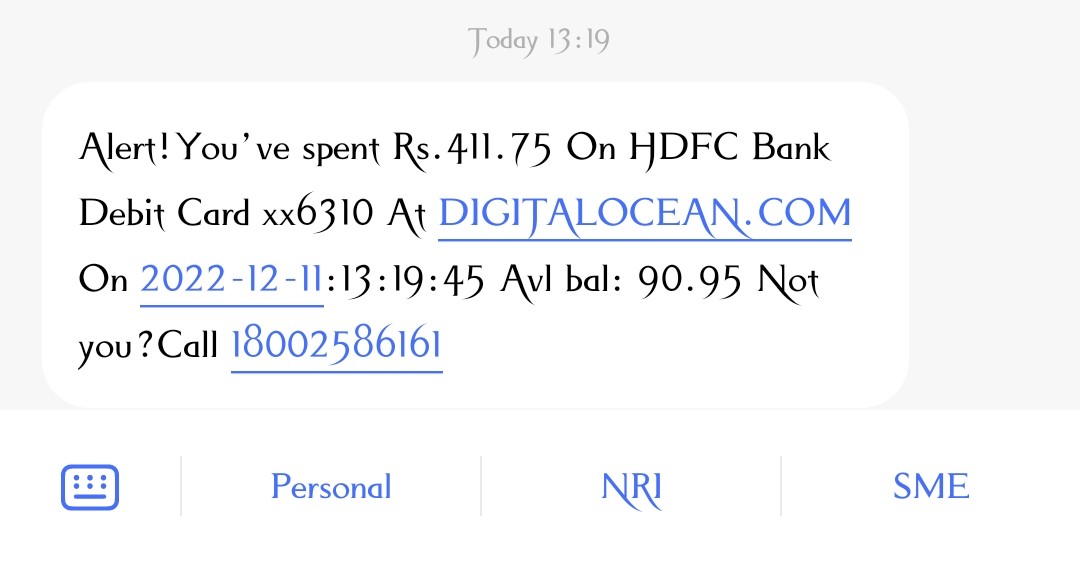 Today 13:19
Alert! You've spent Rs.411.75 On HDFC Bank
Debit Card xx6310 At DIGITALOCEAN.COM
On 2022-12-11:13:19:45 Avl bal: 90.95 Not
you?Call 18002586161
Personal NRI SME